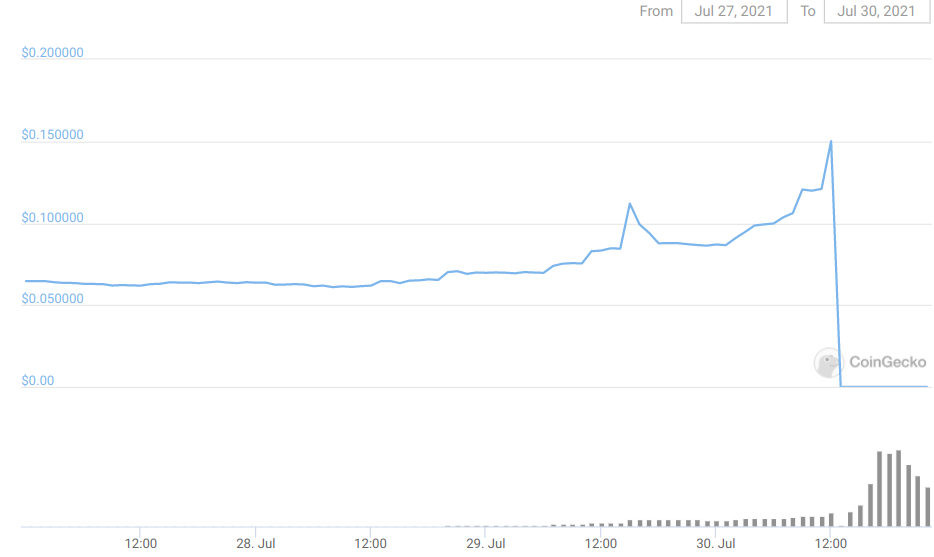 From Jul 27, 2021 To Jul 30, 2021
$0.200000
$0.150000
$0.100000
$0.050000
CoinGecko
$0.00
12:00 28. Jul 12:00 29. Jul 12:00 30. Jul 12:00